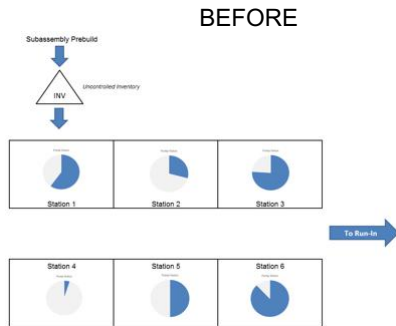 BEFORE
Subassembly Prebuild
Uncontrolled Inventory
INV
Station 1
Station 2
Station 3
To Run-In
Station 4
Station 5
Station 6